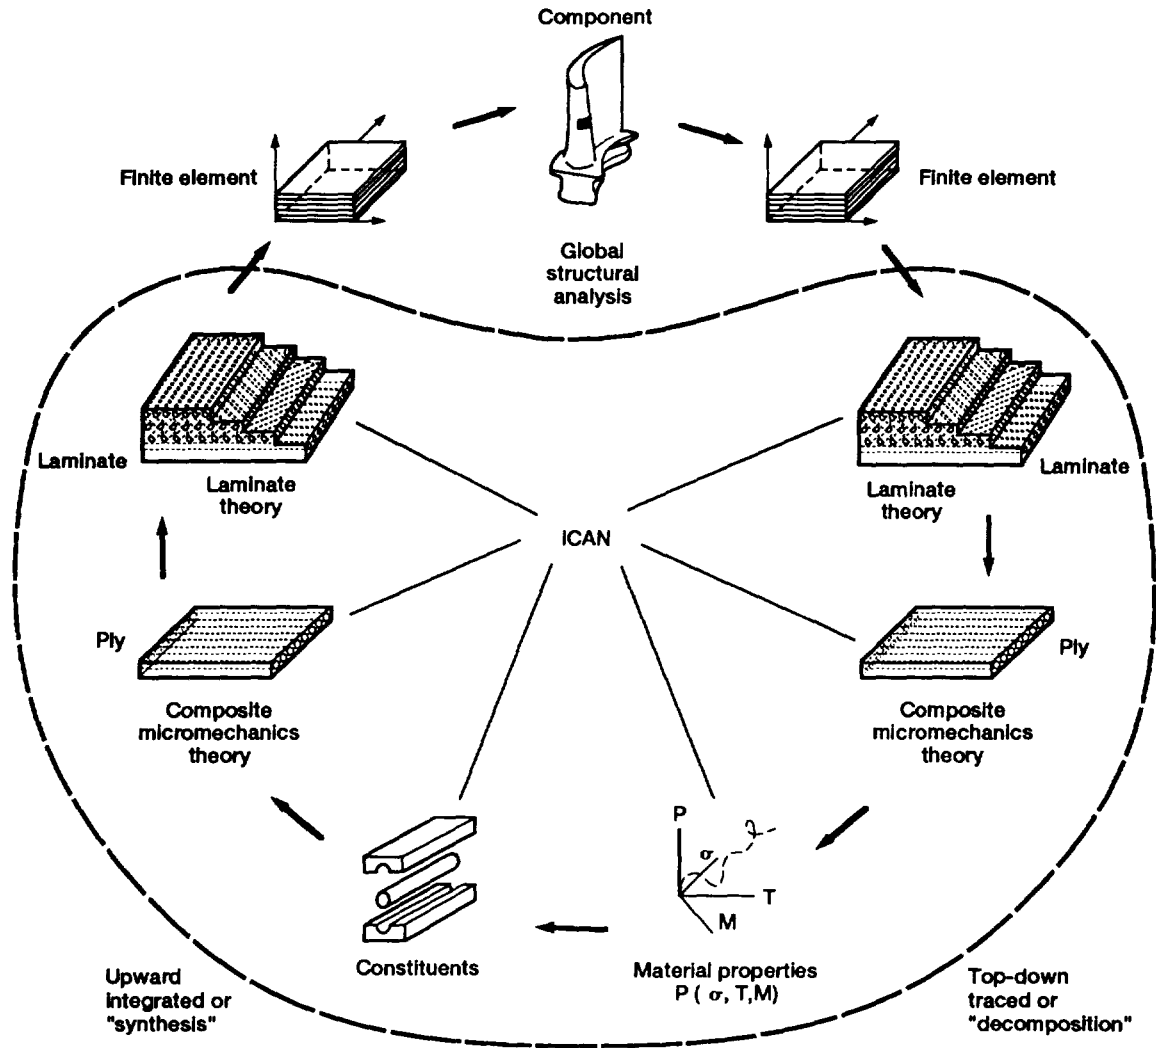 Component
Finite element
Finite element
Global
structural
analysis
Laminate
Laminate
theory
ICAN
Laminate
Laminate
theory
Ply
Composite
micromechanics
theory
Ply
Composite
micromechanics
theory
Constituents
P
σ
T
M
Material properties
P ( σ, T,M)
Upward
integrated or
"synthesis"
Top-down
traced or
"decomposition"